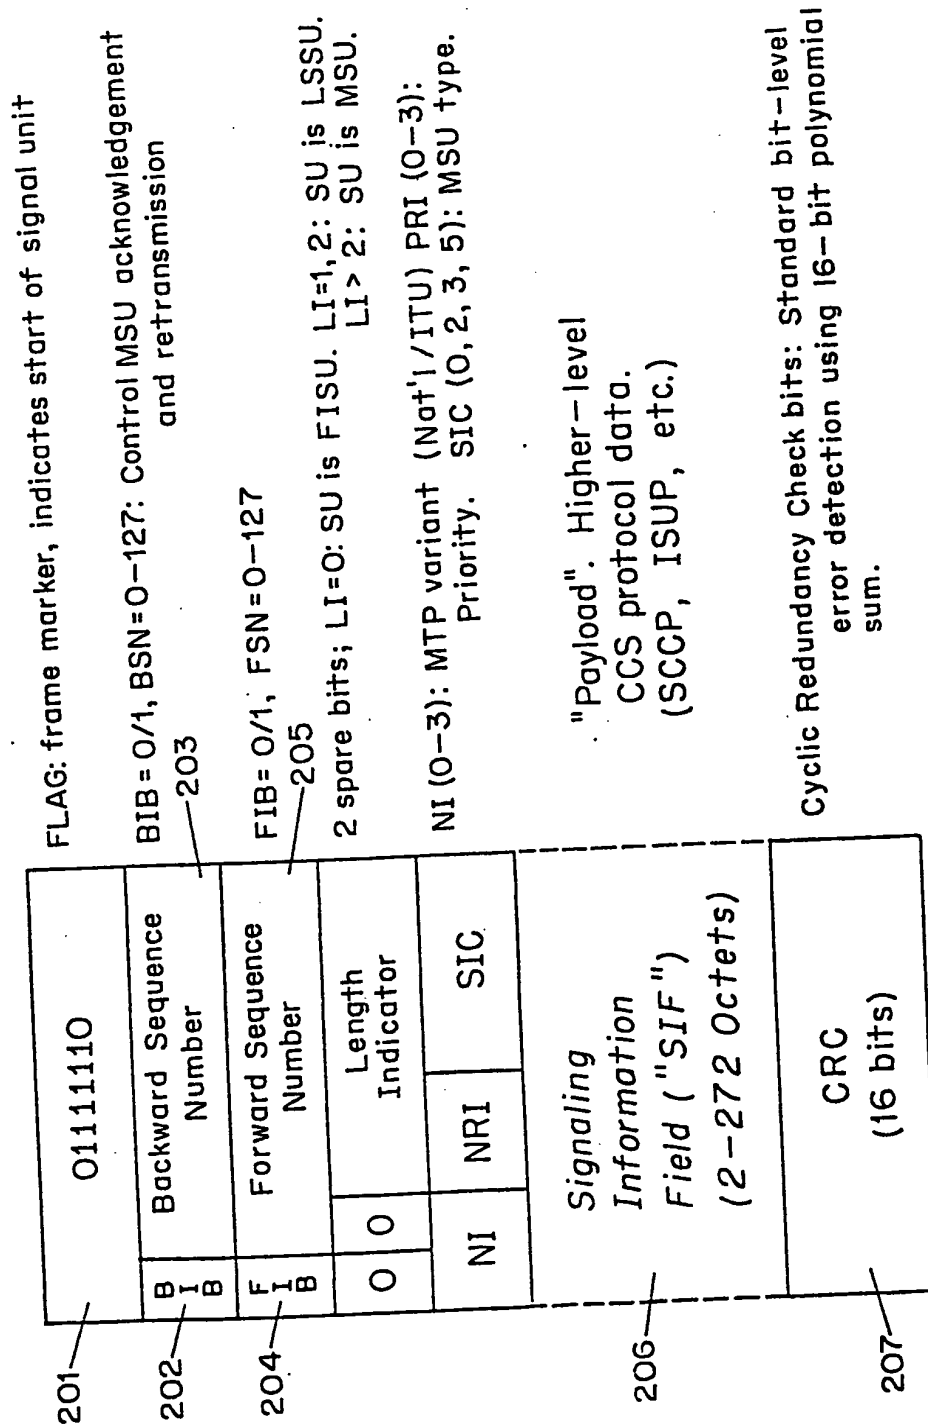 201
01111110
FLAG: frame marker, indicates start of signal unit
202
BIB
Backward Sequence
Number
203
BIB = 0/1, BSN = 0-127: Control MSU acknowledgement
and retransmission
204
FIB
Forward Sequence
Number
205
FIB = 0/1, FSN = 0-127
0
0
Length
Indicator
2 spare bits; LI=0: SU is FISU. LI=1,2: SU is LSSU.
LI > 2: SU is MSU.
NI
NRI
SIC
NI (0-3): MTP variant (Nat'l/ITU) PRI (0-3):
Priority. SIC (0, 2, 3, 5): MSU type.
206
Signaling
Information
Field ("SIF")
(2-272 Octets)
"Payload". Higher-level
CCS protocol data.
(SCCP, ISUP, etc.)
207
CRC
(16 bits)
Cyclic Redundancy Check bits: Standard bit-level
error detection using 16-bit polynomial
sum.